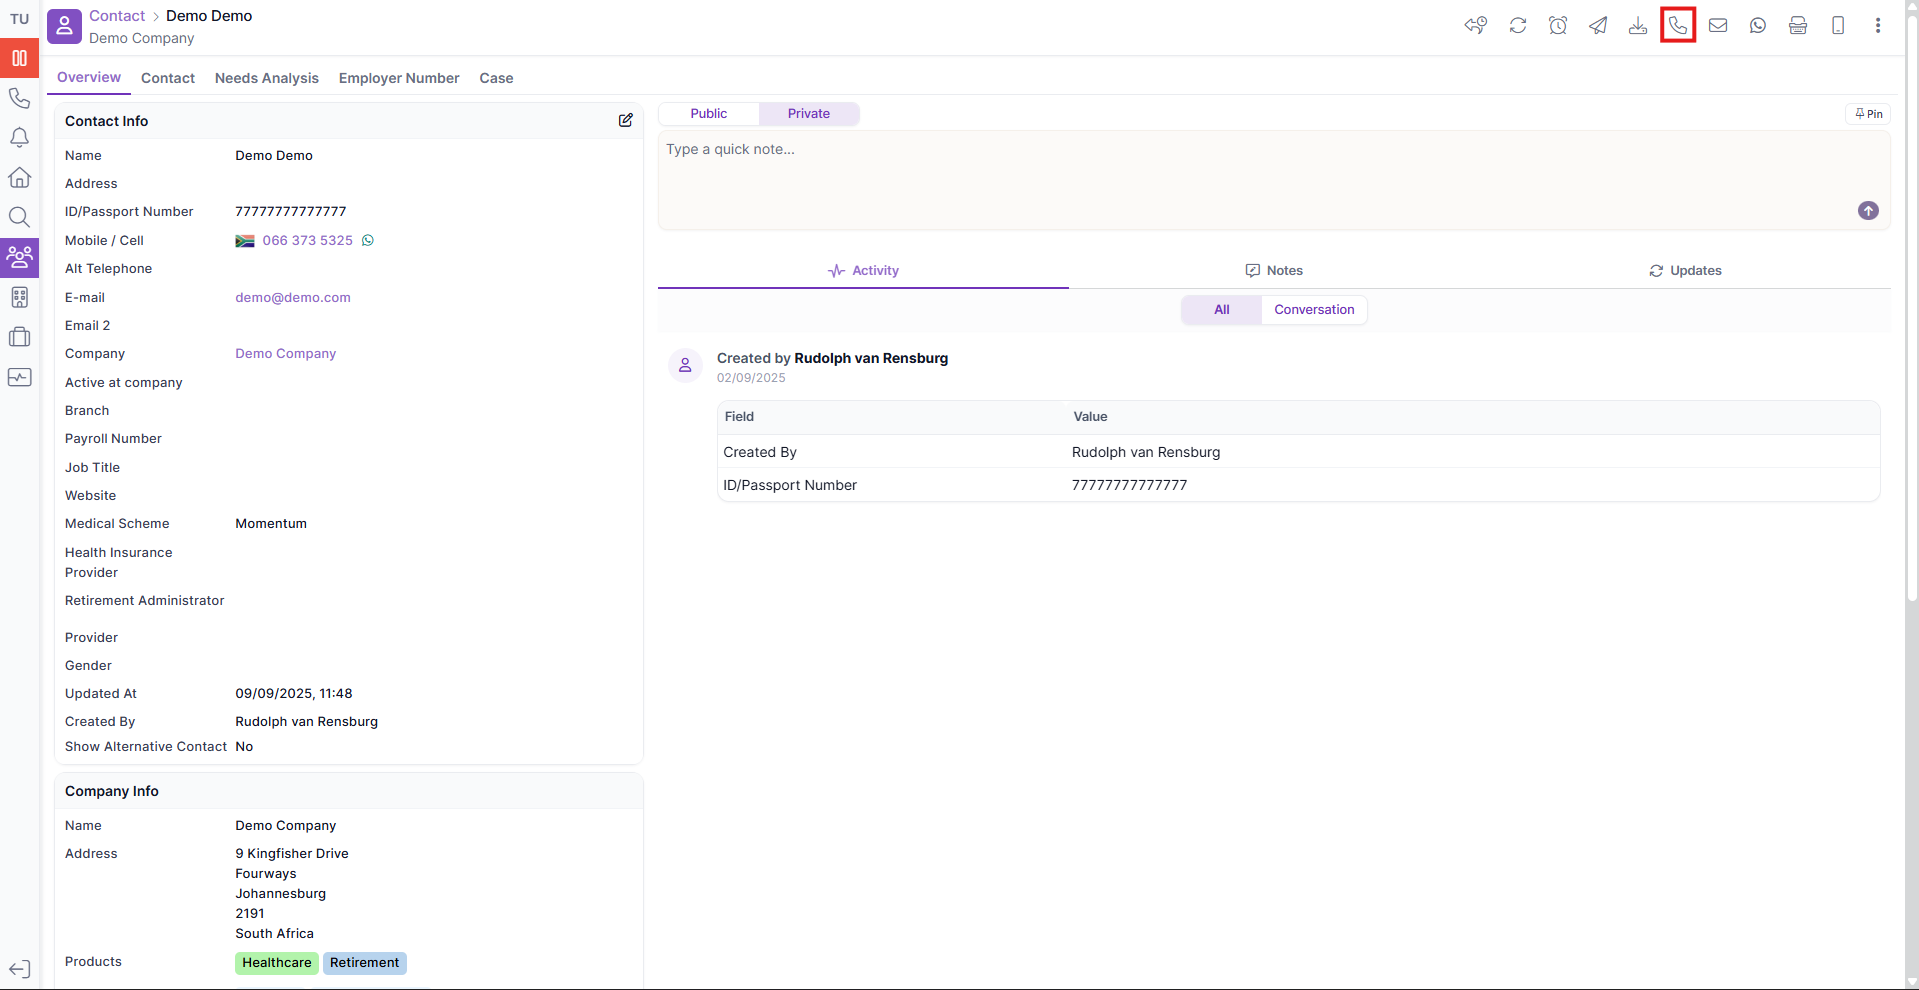 TU
Contact > Demo Demo
Demo Company
Overview Contact Needs Analysis Employer Number Case
Contact Info
Name Demo Demo
Address
ID/Passport Number 77777777777777
Mobile / Cell 066 373 5325
Alt Telephone
E-mail demo@demo.com
Email 2
Company Demo Company
Active at company
Branch
Payroll Number
Job Title
Website
Medical Scheme Momentum
Health Insurance
Provider
Retirement Administrator
Provider
Gender
Updated At 09/09/2025, 11:48
Created By Rudolph van Rensburg
Show Alternative Contact No
Company Info
Name Demo Company
Address 9 Kingfisher Drive
Fourways
Johannesburg
2191
South Africa
Products Healthcare Retirement
Public Private
Pin
Type a quick note...
Activity Notes Updates
All Conversation
Created by Rudolph van Rensburg
02/09/2025
Field Value
Created By Rudolph van Rensburg
ID/Passport Number 77777777777777